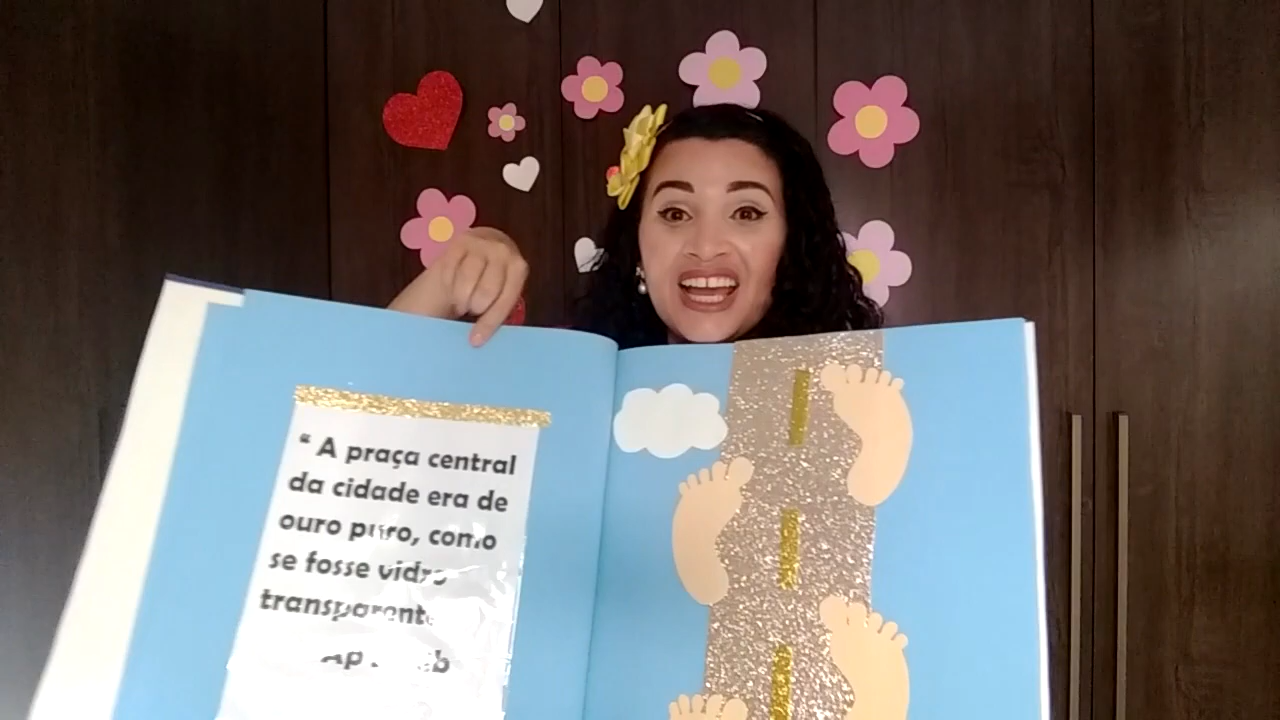 “ A praça central
da cidade era de
ouro puro, como
se fosse vidro
transparente